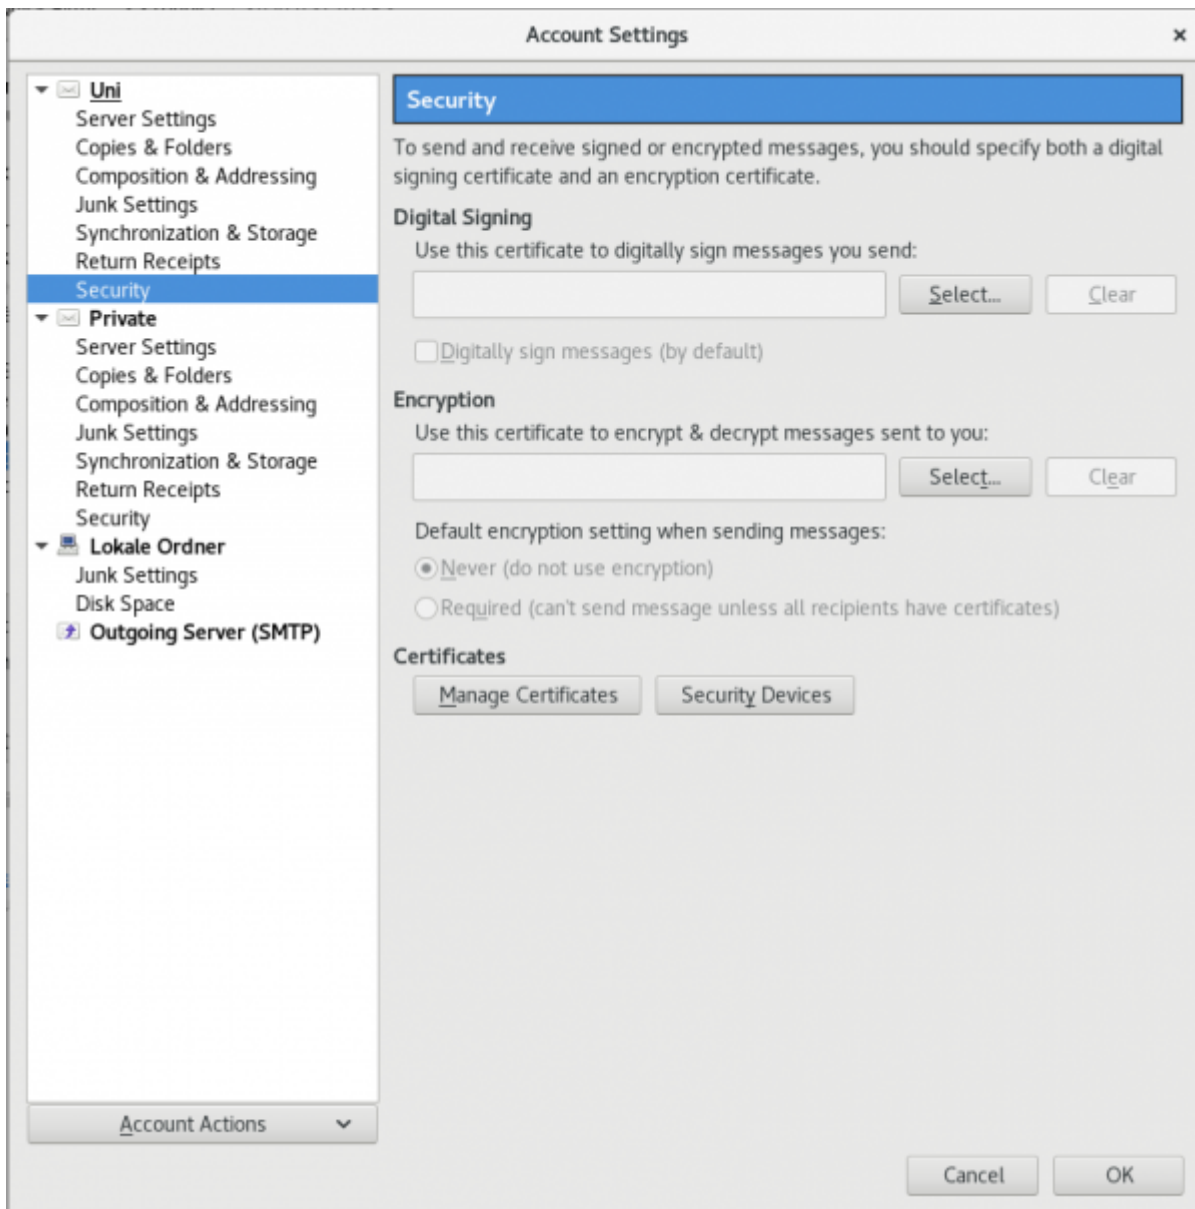 Account Settings
Uni
Server Settings
Copies & Folders
Composition & Addressing
Junk Settings
Synchronization & Storage
Return Receipts
Security
Private
Server Settings
Copies & Folders
Composition & Addressing
Junk Settings
Synchronization & Storage
Return Receipts
Security
Lokale Ordner
Junk Settings
Disk Space
Outgoing Server (SMTP)
Account Actions
Security
To send and receive signed or encrypted messages, you should specify both a digital
signing certificate and an encryption certificate.
Digital Signing
Use this certificate to digitally sign messages you send:
Select... Clear
Digitally sign messages (by default)
Encryption
Use this certificate to encrypt & decrypt messages sent to you:
Select... Clear
Default encryption setting when sending messages:
Never (do not use encryption)
Required (can't send message unless all recipients have certificates)
Certificates
Manage Certificates Security Devices
Cancel OK